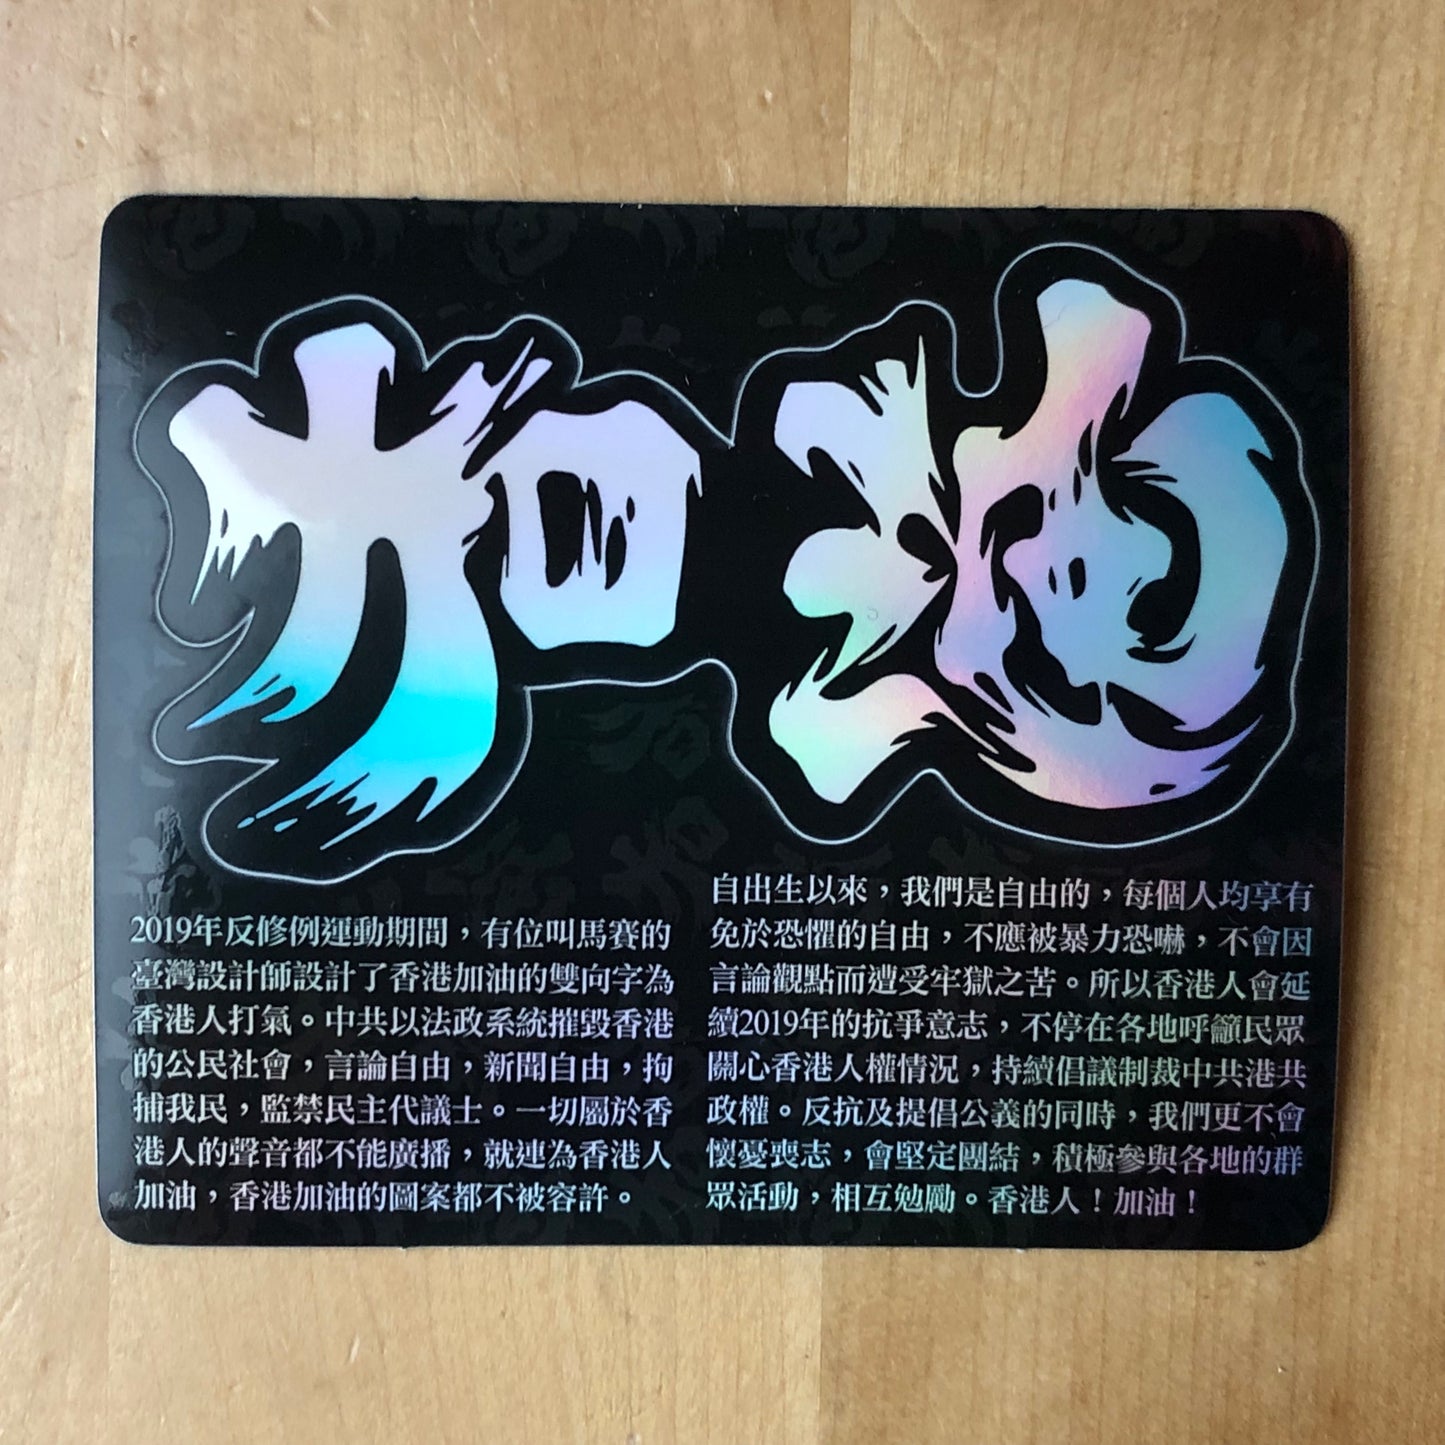 加油
2019年反修例運動期間，有位叫馬賽的
臺灣設計師設計了香港加油的雙向字為
香港人打氣。中共以法政系統摧毀香港
的公民社會，言論自由，新聞自由，拘
捕我民，監禁民主代議士。一切屬於香
港人的聲音都不能廣播，就連為香港人
加油，香港加油的圖案都不被容許。
自出生以來，我們是自由的，每個人均享有
免於恐懼的自由，不應被暴力恐嚇，不會因
言論觀點而遭受牢獄之苦。所以香港人會延
續2019年的抗爭意志，不停在各地呼籲民眾
關心香港人權情況，持續倡議制裁中共港共
政權。反抗及提倡公義的同時，我們更不會
懷憂喪志，會堅定團結，積極參與各地的群
眾活動，相互勉勵。香港人！加油！